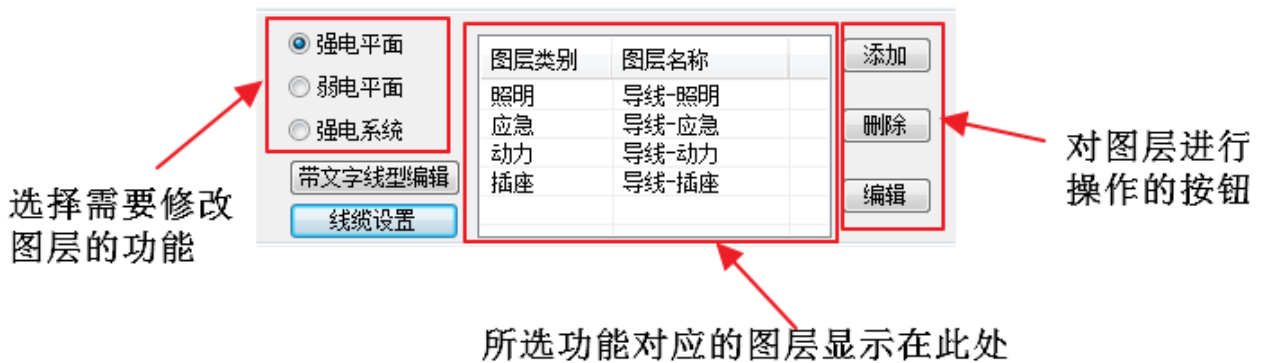 强电平面
弱电平面
强电系统
带文字线型编辑
线缆设置
图层类别 图层名称
照明 导线-照明
应急 导线-应急
动力 导线-动力
插座 导线-插座
添加
删除
编辑
选择需要修改
图层的功能
对图层进行
操作的按钮
所选功能对应的图层显示在此处